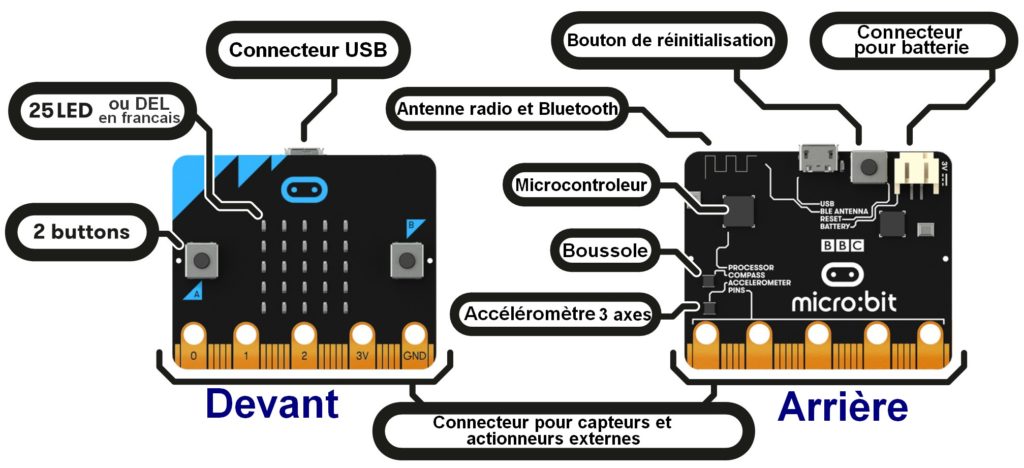 Connecteur USB
Bouton de réinitialisation
Connecteur
pour batterie
25 LED ou DEL
en francais
Antenne radio et Bluetooth
2 buttons
Microcontroleur
Boussole
Accéléromètre 3 axes
B
A
0
1
2
3V
GND
3V
USB
BLE ANTENNA
RESET
BATTERY
BBC
PROCESSOR
COMPASS
ACCELEROMETER
PINS
micro:bit
Devant
Arrière
Connecteur pour capteurs et
actionneurs externes